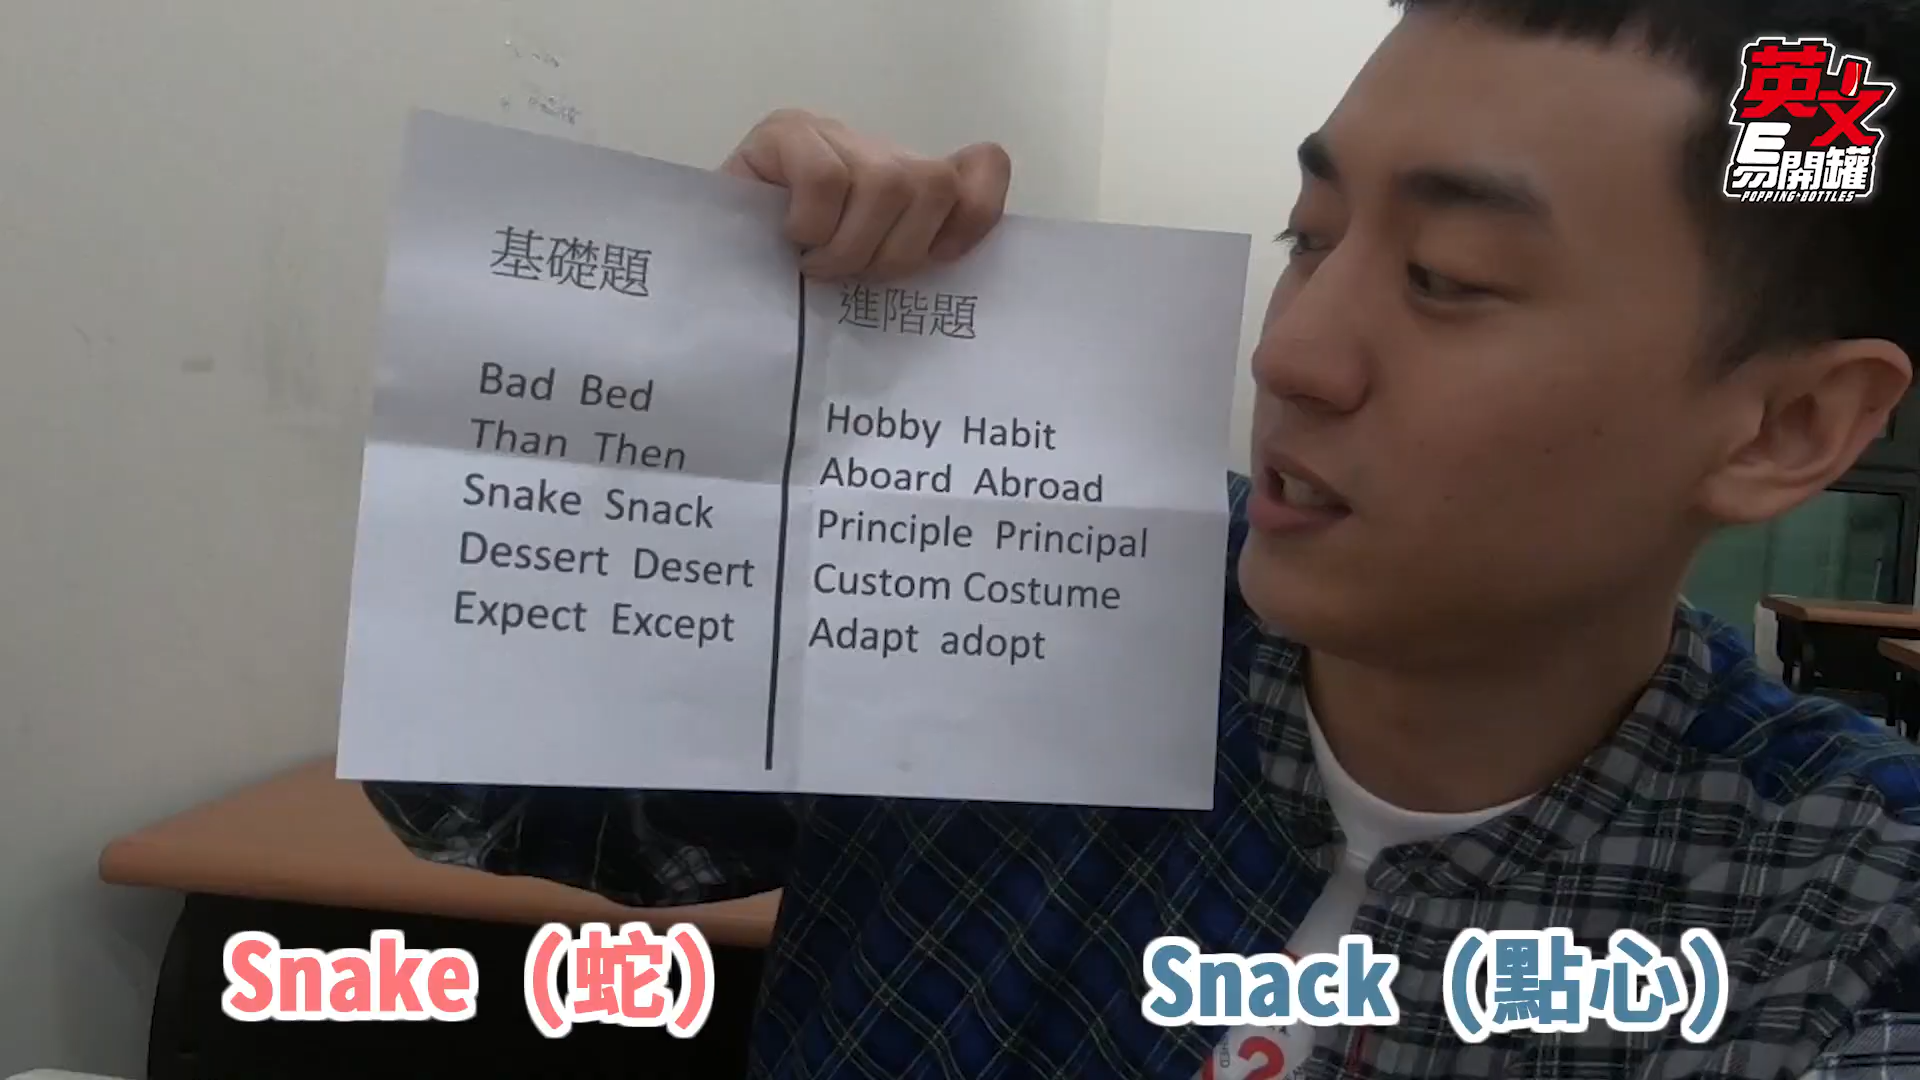 英文
易開罐
POPPING BOTTLES
基礎題
Bad Bed
Than Then
Snake Snack
Dessert Desert
Expect Except
進階題
Hobby Habit
Aboard Abroad
Principle Principal
Custom Costume
Adapt adopt
Snake（蛇）
Snack（點心）